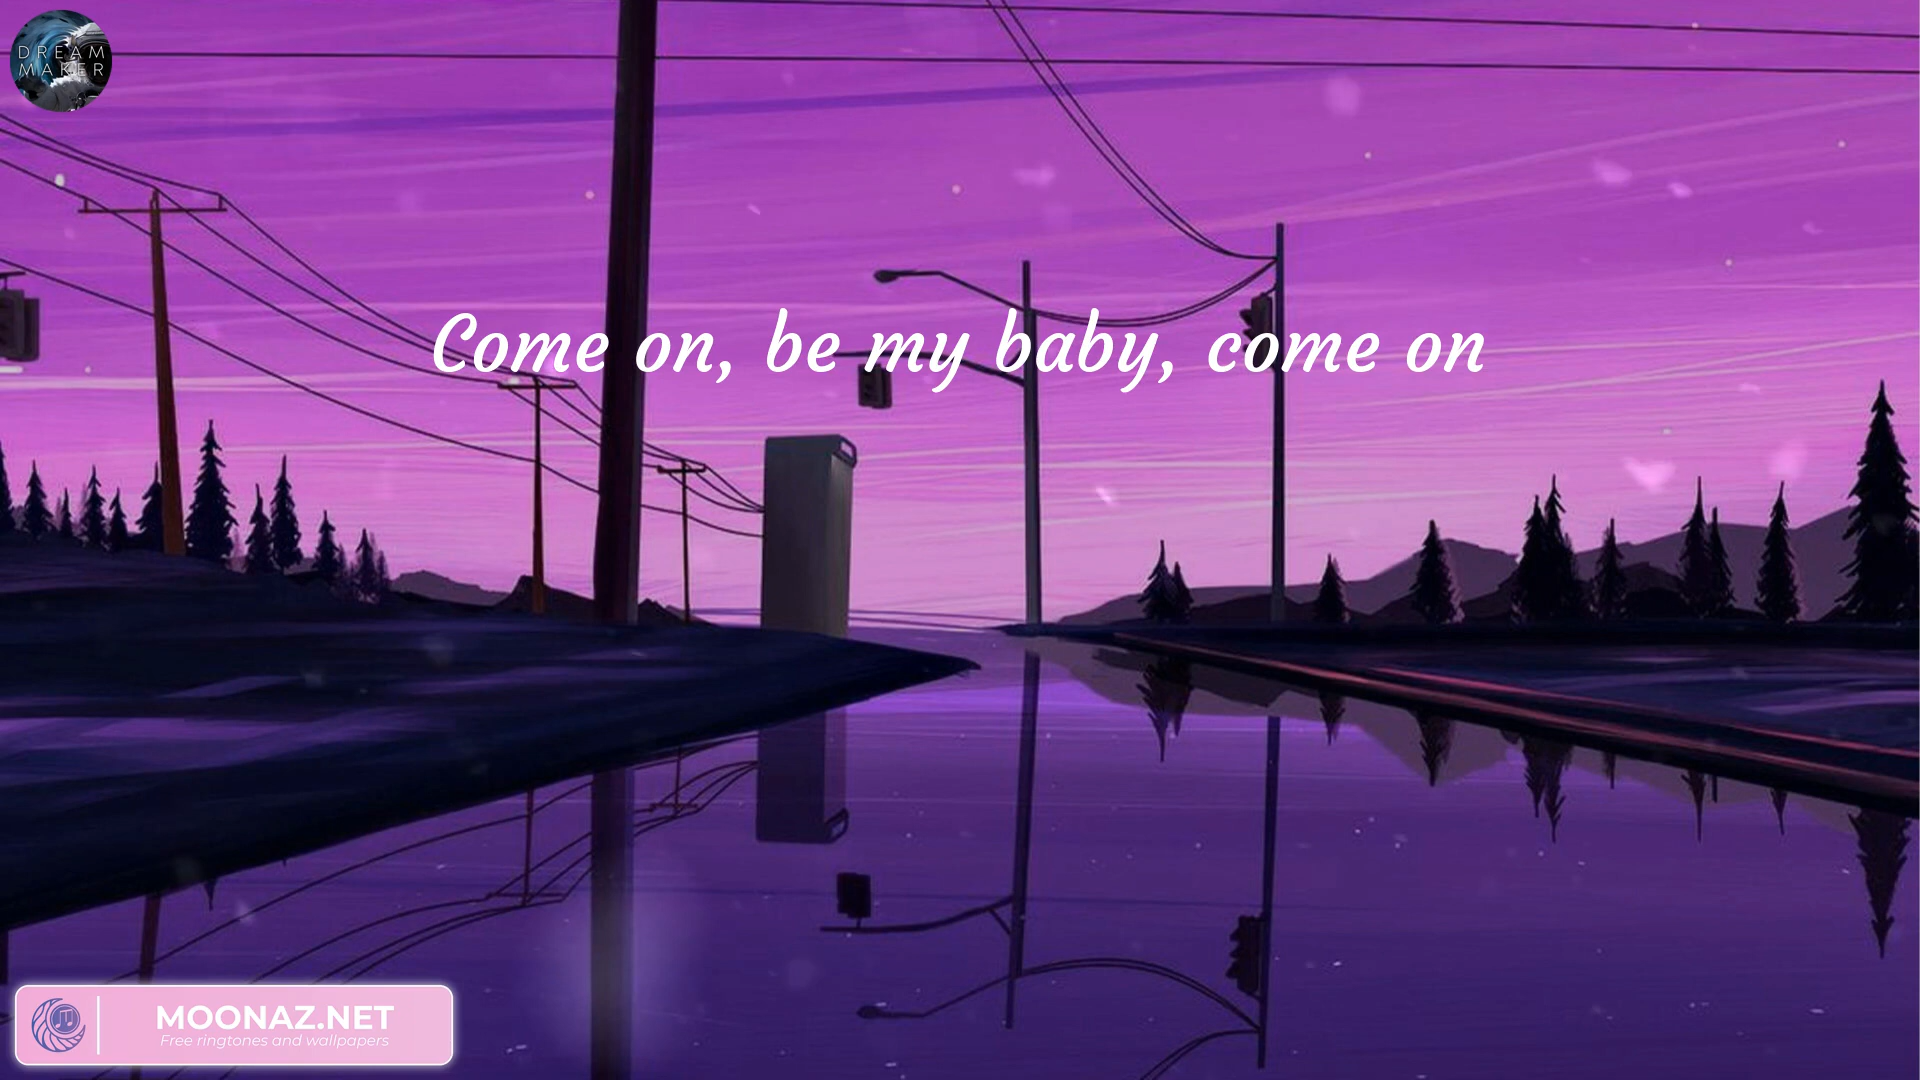 DREAM
MAKER
Come on, be my baby, come on
MOONAZ.NET
Free ringtones and wallpapers